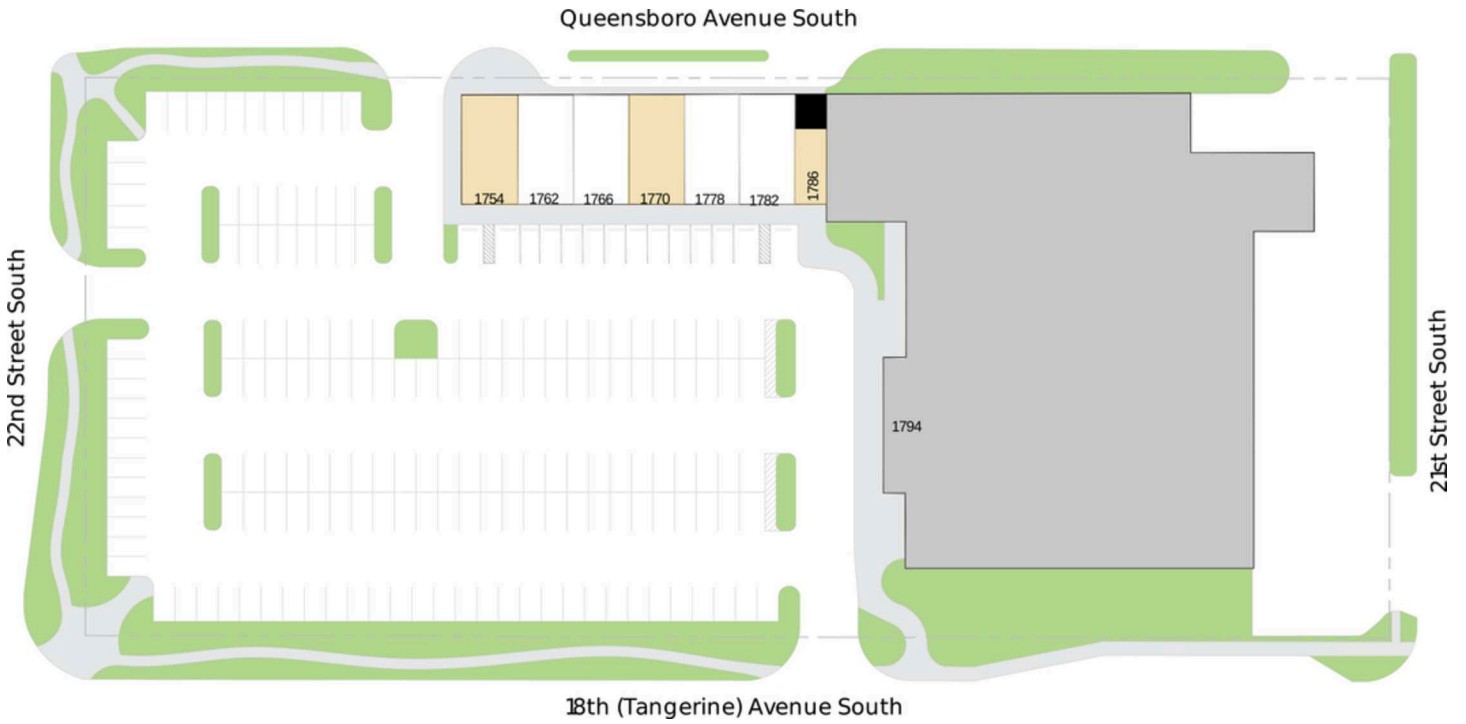 Queensboro Avenue South
1754
1762
1766
1770
1778
1782
1786
22nd Street South
1794
21st Street South
18th (Tangerine) Avenue South